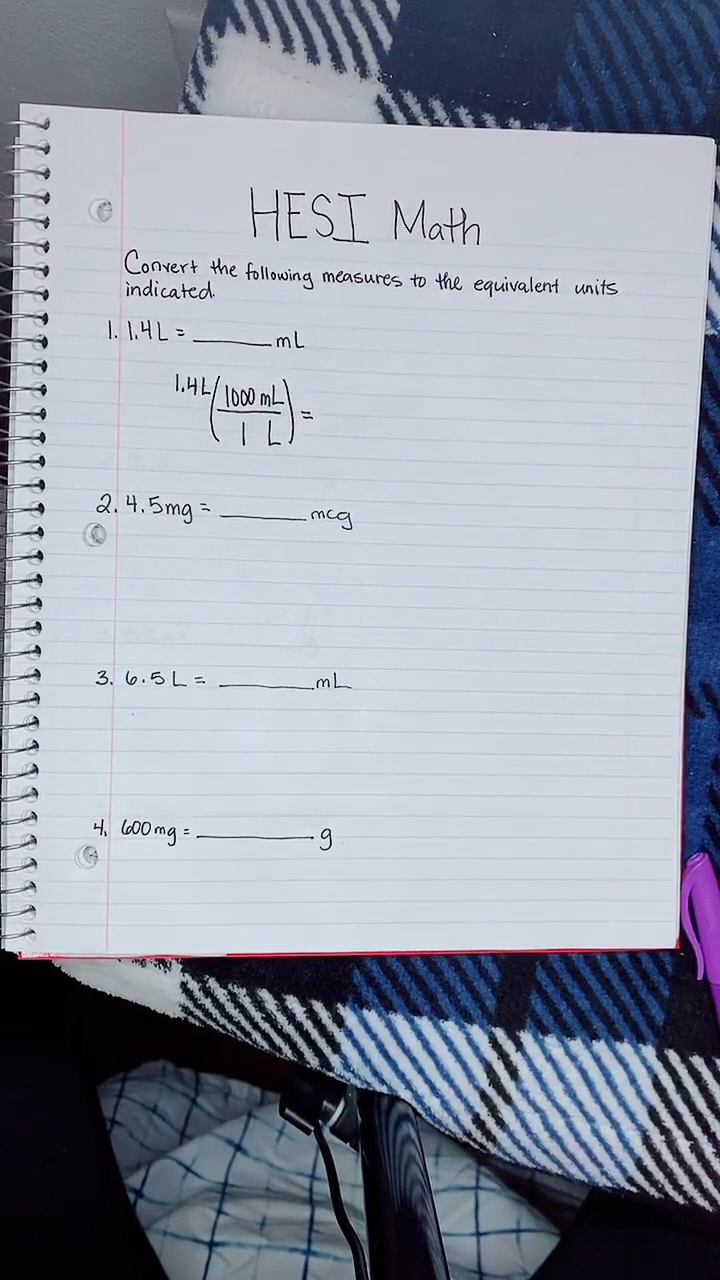 HESI Math
Convert the following measures to the equivalent units
indicated.
1. 1.4L = ______ mL
1.4L (1000 mL / 1 L) =
2. 4.5mg = ______ mcg
3. 6.5L = ______ mL
4. 600mg = ______ g